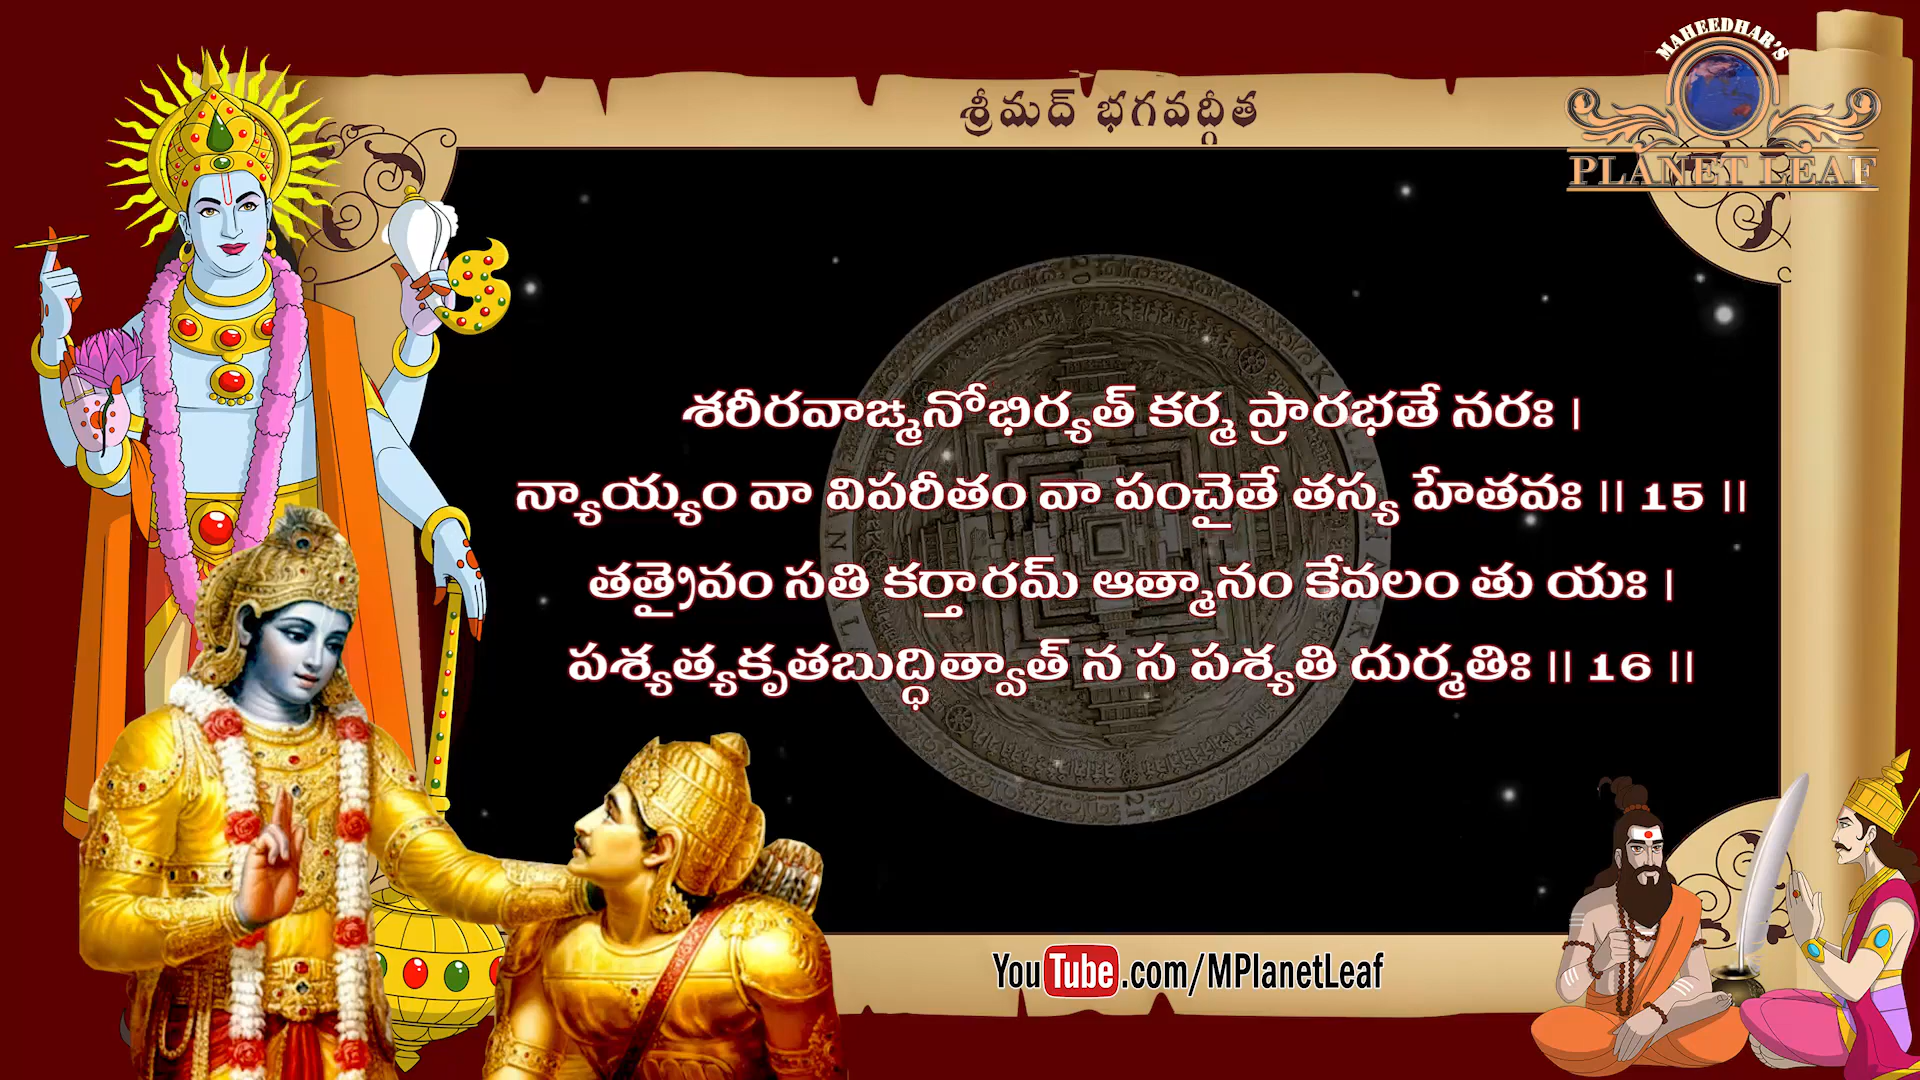 శ్రీమద్ భగవద్గీత
MAHEEDHAR'S
PLANET LEAF
శరీరవాఙ్మనోభిర్యత్ కర్మ ప్రారభతే నరః |
న్యాయ్యం వా విపరీతం వా పంచైతే తస్య హేతవః || 15 ||
తత్రైవం సతి కర్తారమ్ ఆత్మానం కేవలం తు యః |
పశ్యత్యకృతబుద్ధిత్వాత్ న స పశ్యతి దుర్మతిః || 16 ||
YouTube.com/MPlanetLeaf